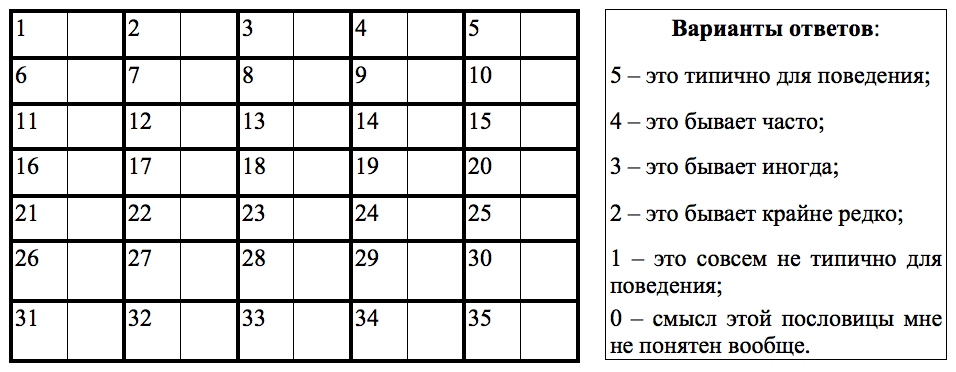 1 2 3 4 5
6 7 8 9 10
11 12 13 14 15
16 17 18 19 20
21 22 23 24 25
26 27 28 29 30
31 32 33 34 35
Варианты ответов:
5 – это типично для поведения;
4 – это бывает часто;
3 – это бывает иногда;
2 – это бывает крайне редко;
1 – это совсем не типично для
поведения;
0 – смысл этой пословицы мне
не понятен вообще.